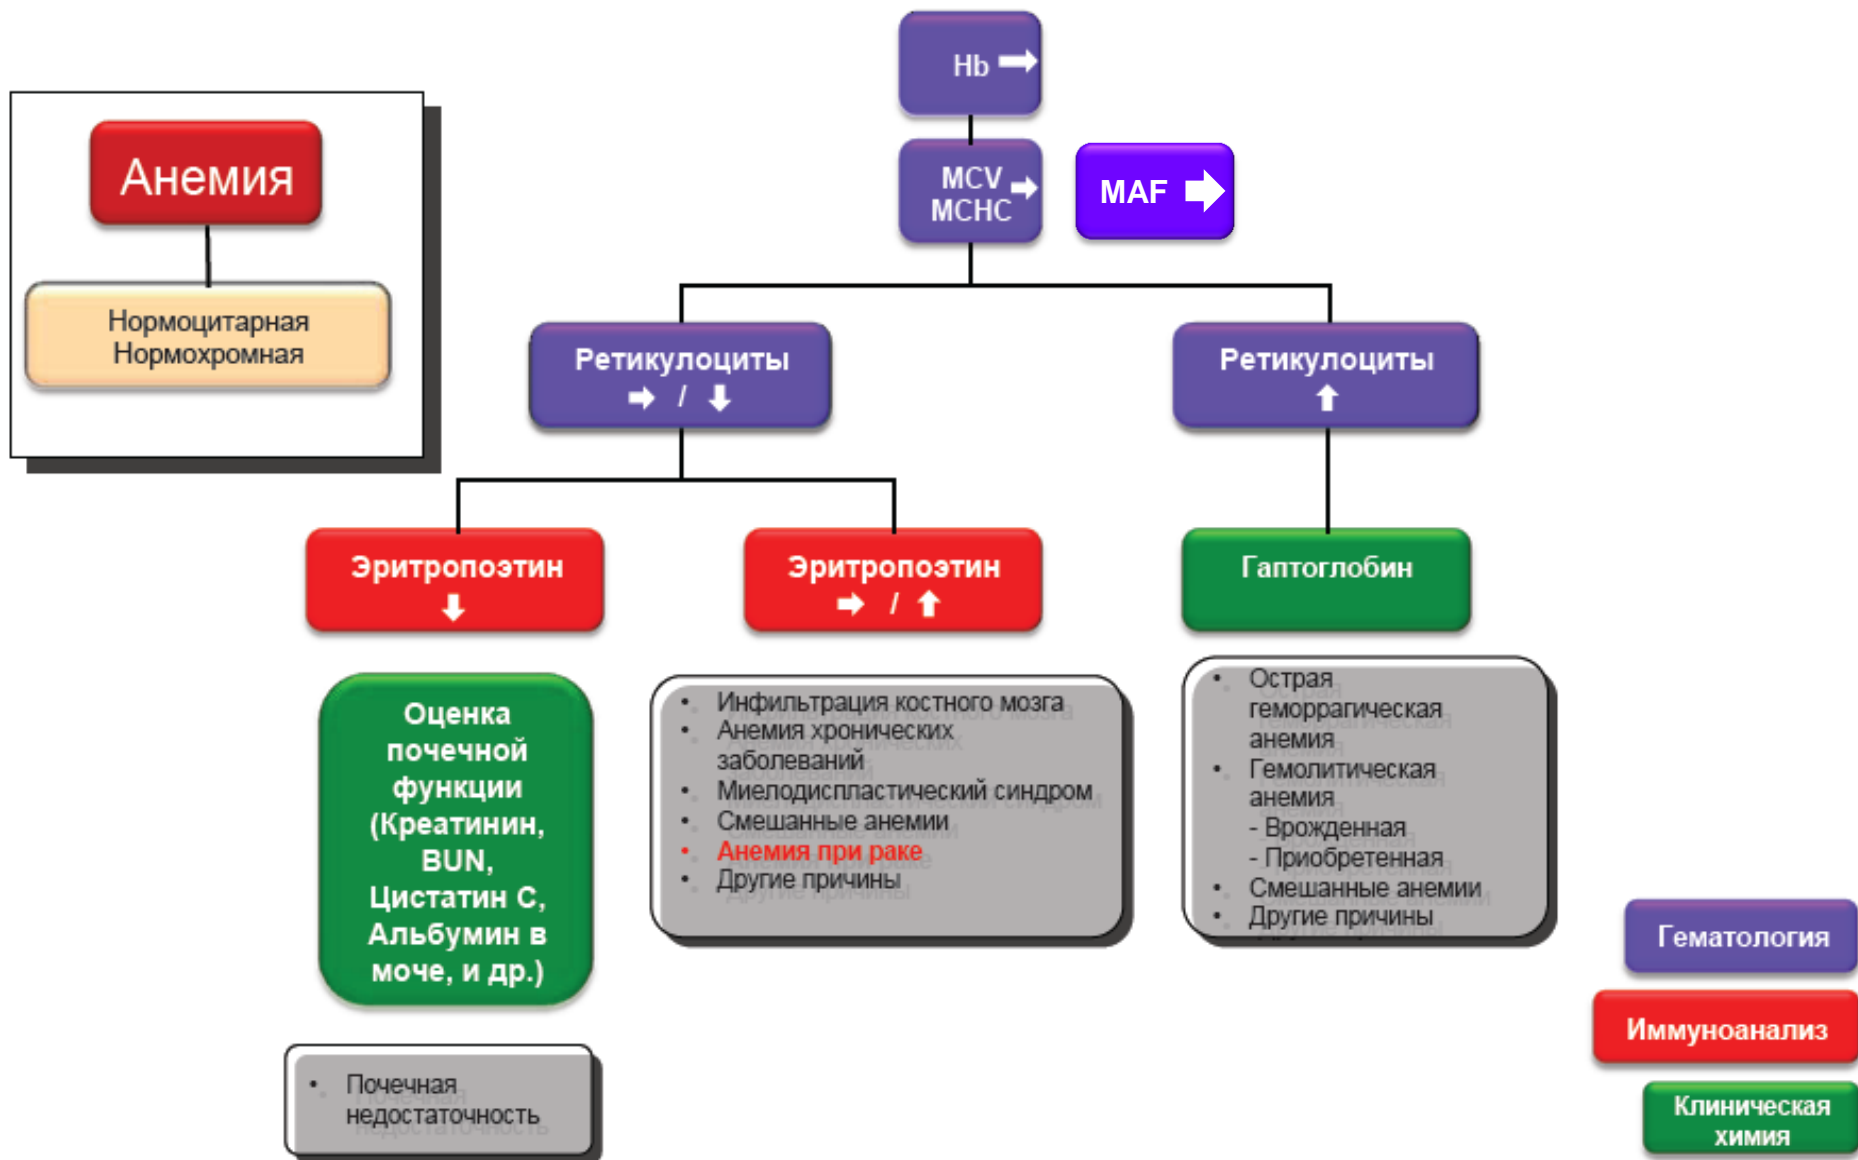 Hb →
Анемия
Нормоцитарная
Нормохромная
MCV →
MCHC
MAF →
Ретикулоциты
→ / ↓
Ретикулоциты
↑
Эритропоэтин
↓
Эритропоэтин
→ / ↑
Гаптоглобин
Оценка
почечной
функции
(Креатинин,
BUN,
Цистатин С,
Альбумин в
моче, и др.)
• Почечная
недостаточность
• Инфильтрация костного мозга
• Анемия хронических
заболеваний
• Миелодиспластический синдром
• Смешанные анемии
• Анемия при раке
• Другие причины
• Острая
геморрагическая
анемия
• Гемолитическая
анемия
- Врожденная
- Приобретенная
• Смешанные анемии
• Другие причины
Гематология
Иммуноанализ
Клиническая
химия